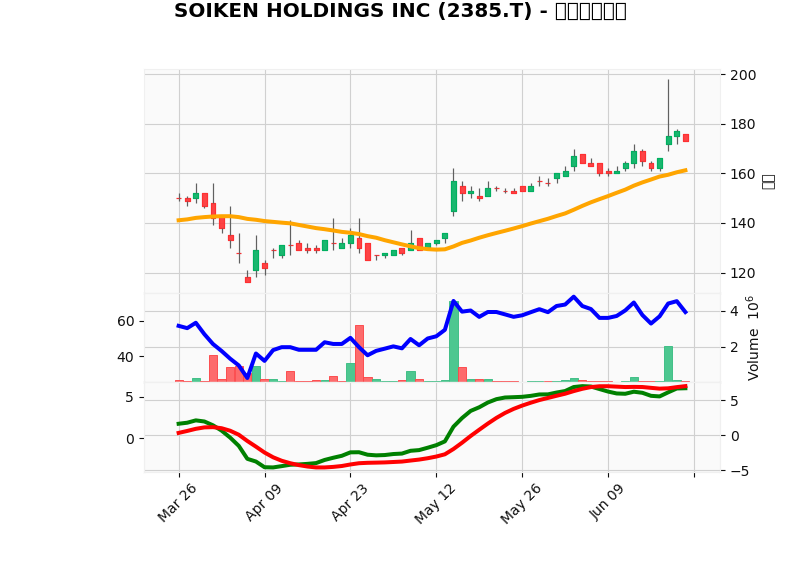 SOIKEN HOLDINGS INC (2385.T) -
200
180
160
140
120
60
40
4
2
Volume 10^6
5
0
5
0
−5
Mar 26
Apr 09
Apr 23
May 12
May 26
Jun 09